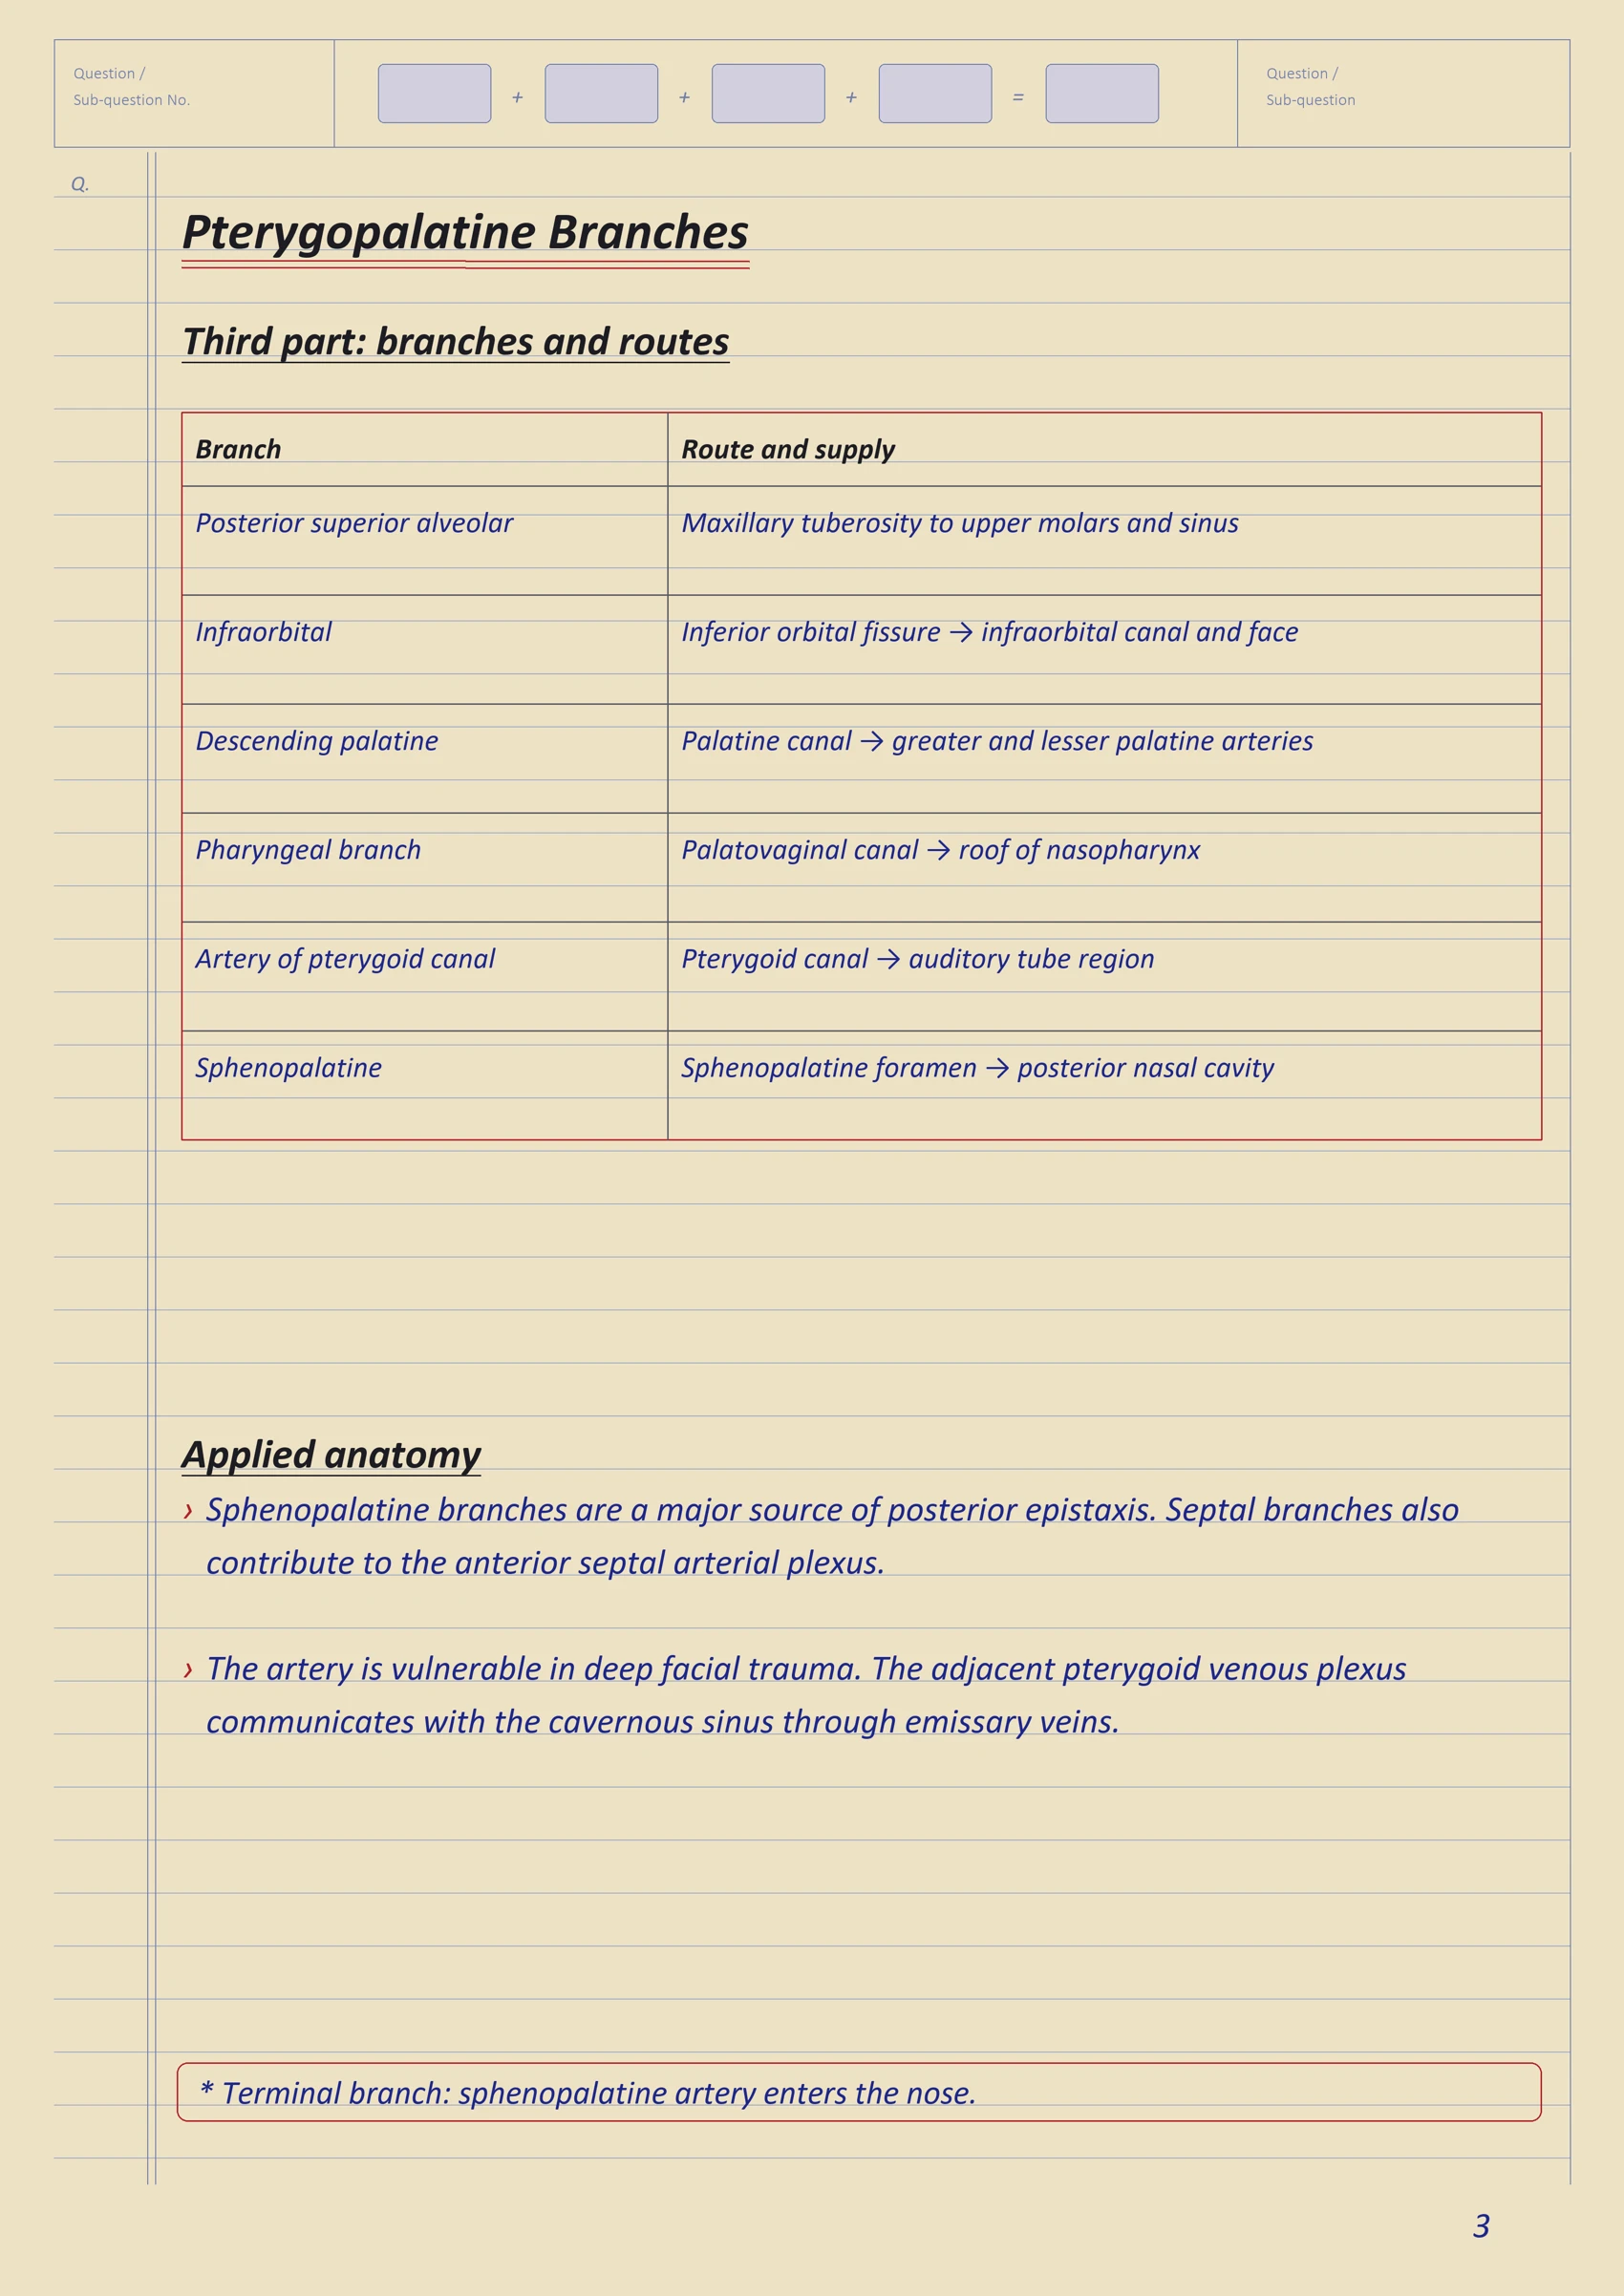 Question /
Sub-question No.
+ + + =
Question /
Sub-question
Q.
Pterygopalatine Branches
Third part: branches and routes
Branch Route and supply
Posterior superior alveolar Maxillary tuberosity to upper molars and sinus
Infraorbital Inferior orbital fissure → infraorbital canal and face
Descending palatine Palatine canal → greater and lesser palatine arteries
Pharyngeal branch Palatovaginal canal → roof of nasopharynx
Artery of pterygoid canal Pterygoid canal → auditory tube region
Sphenopalatine Sphenopalatine foramen → posterior nasal cavity
Applied anatomy
› Sphenopalatine branches are a major source of posterior epistaxis. Septal branches also
contribute to the anterior septal arterial plexus.
› The artery is vulnerable in deep facial trauma. The adjacent pterygoid venous plexus
communicates with the cavernous sinus through emissary veins.
* Terminal branch: sphenopalatine artery enters the nose.
3